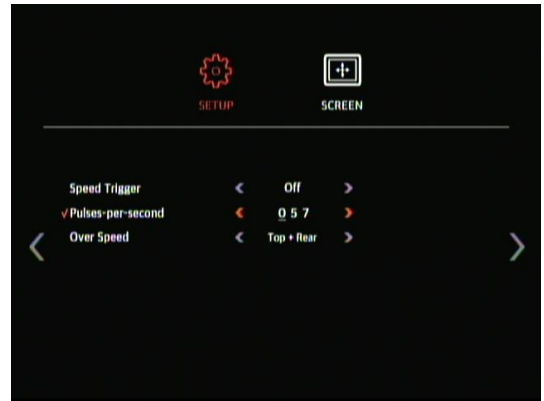 SETUP SCREEN
Speed Trigger Off
√Pulses-per-second 0 5 7
Over Speed Top + Rear